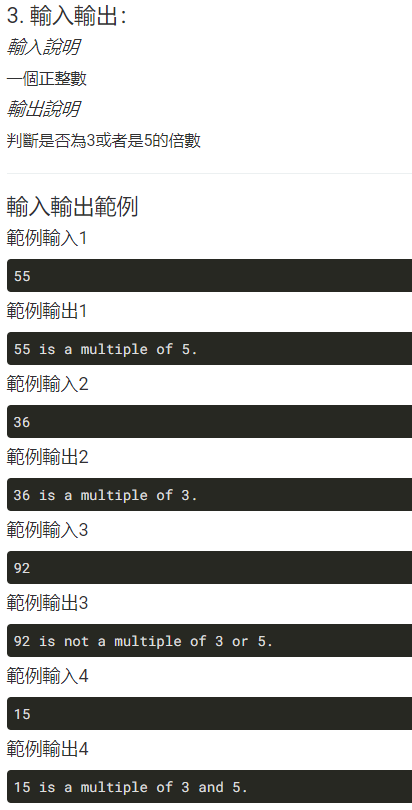 3. 輸入輸出：
輸入說明
一個正整數
輸出說明
判斷是否為3或者是5的倍數
輸入輸出範例
範例輸入1
55
範例輸出1
55 is a multiple of 5.
範例輸入2
36
範例輸出2
36 is a multiple of 3.
範例輸入3
92
範例輸出3
92 is not a multiple of 3 or 5.
範例輸入4
15
範例輸出4
15 is a multiple of 3 and 5.